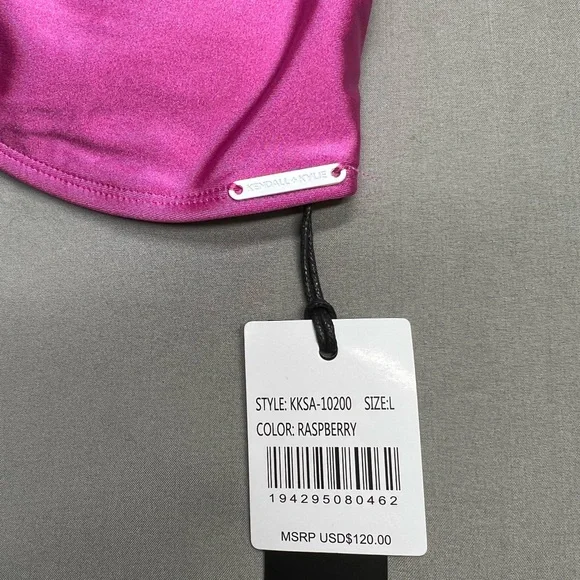 KENDALL + KYLIE
STYLE: KKSA-10200 SIZE:L
COLOR: RASPBERRY
194295080462
MSRP USD$120.00